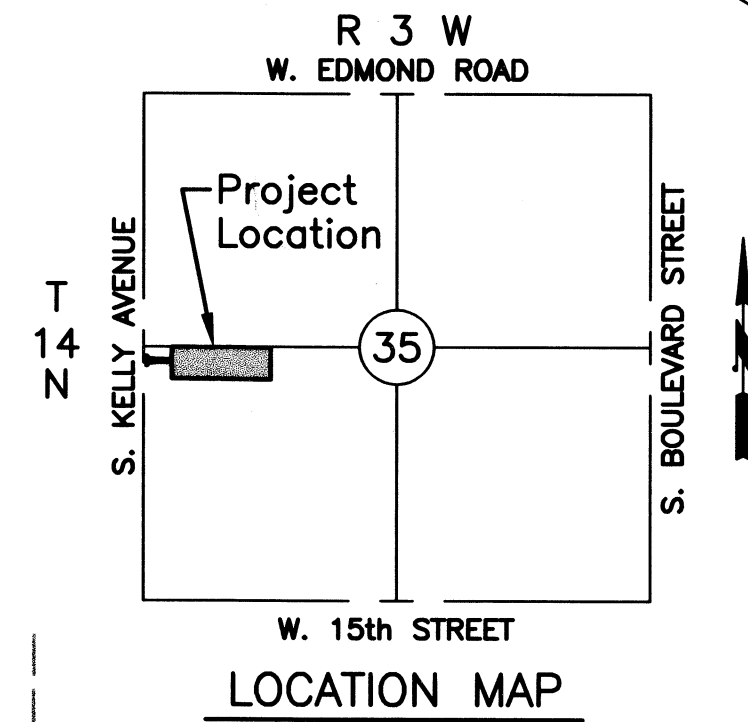 R 3 W
W. EDMOND ROAD
Project
Location
S. KELLY AVENUE
S. BOULEVARD STREET
T
14
N
35
N
W. 15th STREET
LOCATION MAP